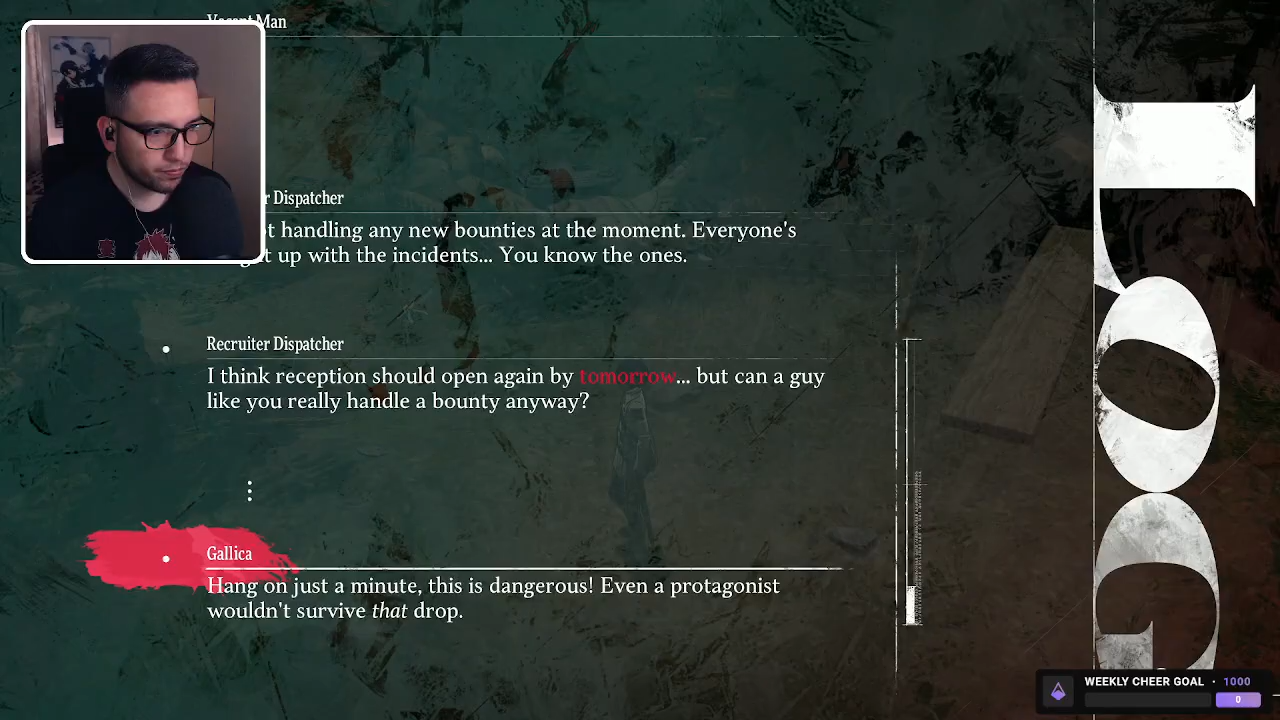 Vacant Man
Dispatcher
handling any new bounties at the moment. Everyone's
up with the incidents... You know the ones.
Recruiter Dispatcher
I think reception should open again by tomorrow... but can a guy
like you really handle a bounty anyway?
Gallica
Hang on just a minute, this is dangerous! Even a protagonist
wouldn't survive that drop.
LOG
WEEKLY CHEER GOAL · 1000
0